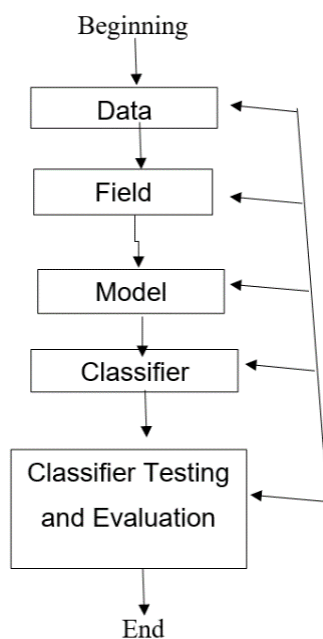 Beginning
Data
Field
Model
Classifier
Classifier Testing
and Evaluation
End